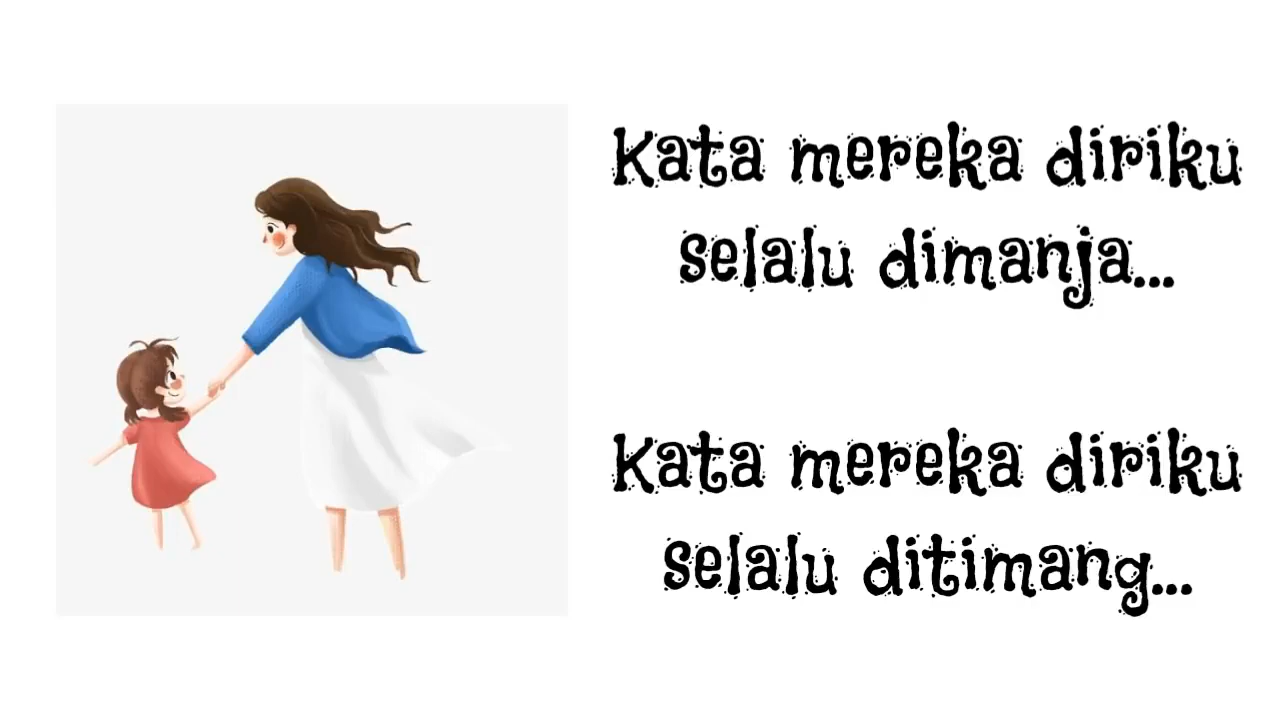 Kata mereka diriku
selalu dimanja...
Kata mereka diriku
selalu ditimang...